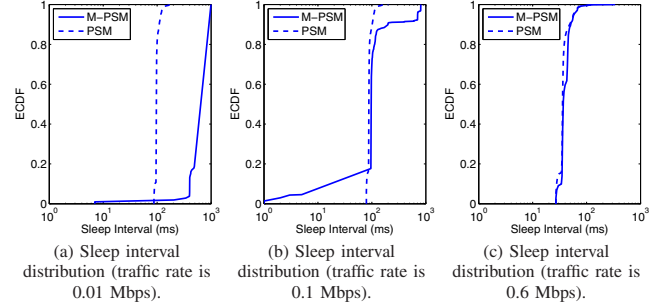 M-PSM
PSM
ECDF
1
0.8
0.6
0.4
0.2
0
10^0
10^1
10^2
10^3
Sleep Interval (ms)
(a) Sleep interval
distribution (traffic rate is
0.01 Mbps).
M-PSM
PSM
ECDF
1
0.8
0.6
0.4
0.2
0
10^0
10^1
10^2
10^3
Sleep Interval (ms)
(b) Sleep interval
distribution (traffic rate is
0.1 Mbps).
M-PSM
PSM
ECDF
1
0.8
0.6
0.4
0.2
0
10^0
10^1
10^2
10^3
Sleep Interval (ms)
(c) Sleep interval
distribution (traffic rate is
0.6 Mbps).